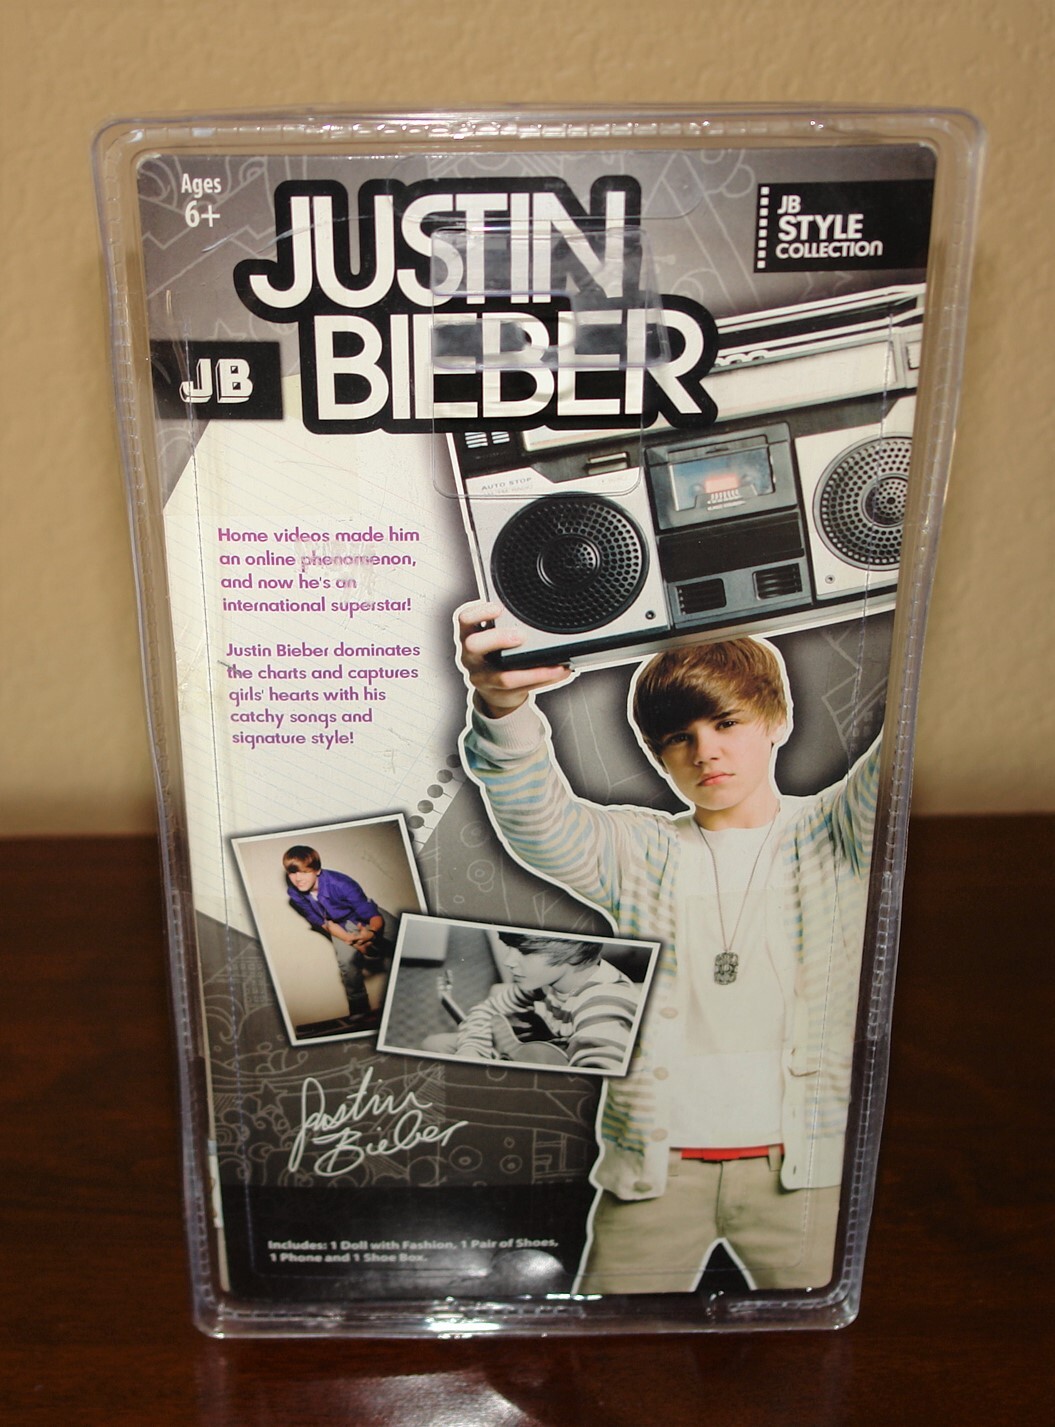 Ages
6+
JUSTIN
BIEBER
JB
STYLE
COLLECTION
JB
AUTO STOP
Home videos made him
an online phenomenon,
and now he's an
international superstar!
Justin Bieber dominates
the charts and captures
girls' hearts with his
catchy songs and
signature style!
Justin
Bieber
Includes: 1 Doll with Fashion, 1 Pair of Shoes,
1 Phone and 1 Shoe Box.